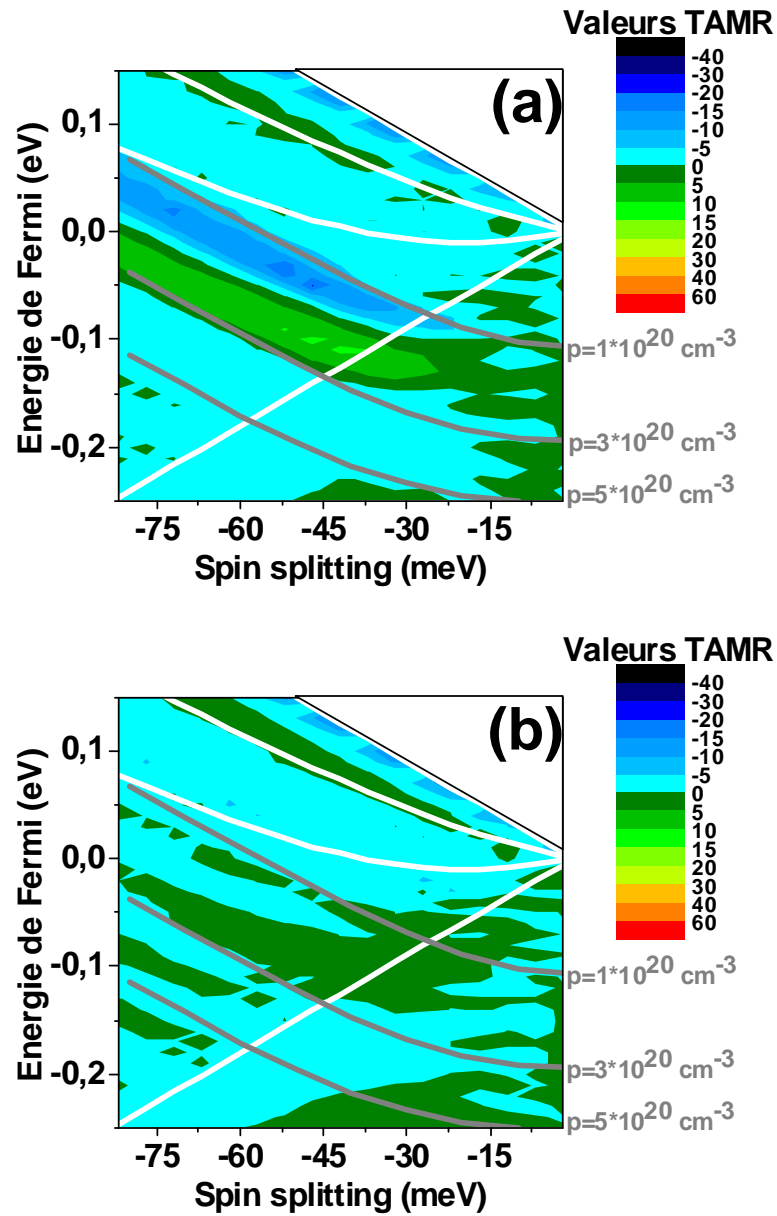 Valeurs TAMR
(a)
-40
-30
-20
-15
-10
-5
0
5
10
15
20
30
40
60
0,1
0,0
-0,1
-0,2
Energie de Fermi (eV)
p=1*10^20 cm^-3
p=3*10^20 cm^-3
p=5*10^20 cm^-3
-75 -60 -45 -30 -15
Spin splitting (meV)
Valeurs TAMR
(b)
-40
-30
-20
-15
-10
-5
0
5
10
15
20
30
40
60
0,1
0,0
-0,1
-0,2
Energie de Fermi (eV)
p=1*10^20 cm^-3
p=3*10^20 cm^-3
p=5*10^20 cm^-3
-75 -60 -45 -30 -15
Spin splitting (meV)